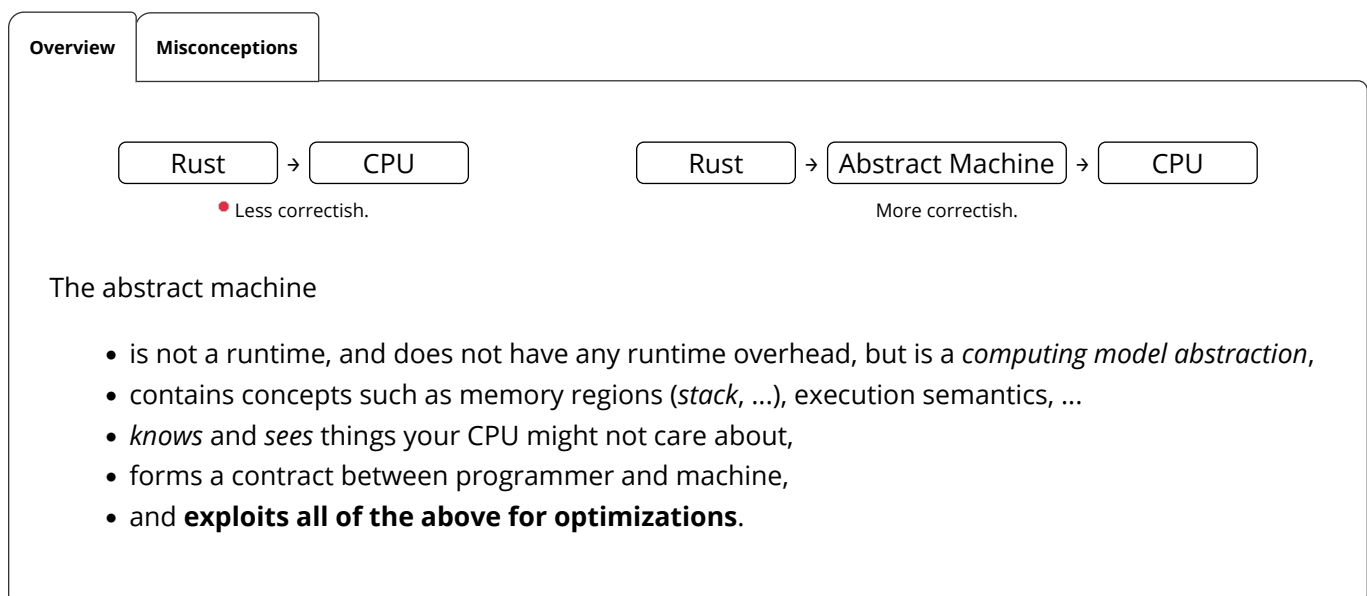 Overview Misconceptions
Rust → CPU Rust → Abstract Machine → CPU
Less correctish. More correctish.
The abstract machine
• is not a runtime, and does not have any runtime overhead, but is a computing model abstraction,
• contains concepts such as memory regions (stack, ...), execution semantics, ...
• knows and sees things your CPU might not care about,
• forms a contract between programmer and machine,
• and exploits all of the above for optimizations.